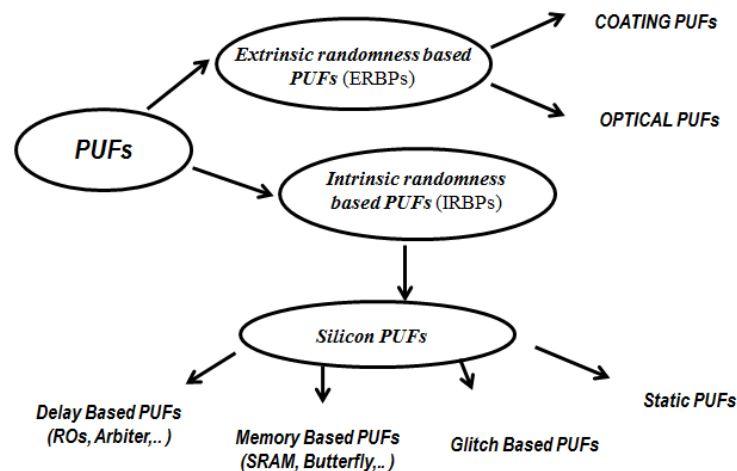 COATING PUFs
Extrinsic randomness based
PUFs (ERBPs)
OPTICAL PUFs
PUFs
Intrinsic randomness
based PUFs (IRBPs)
Silicon PUFs
Delay Based PUFs
(ROs, Arbiter,.. )
Memory Based PUFs
(SRAM, Butterfly,.. )
Glitch Based PUFs
Static PUFs